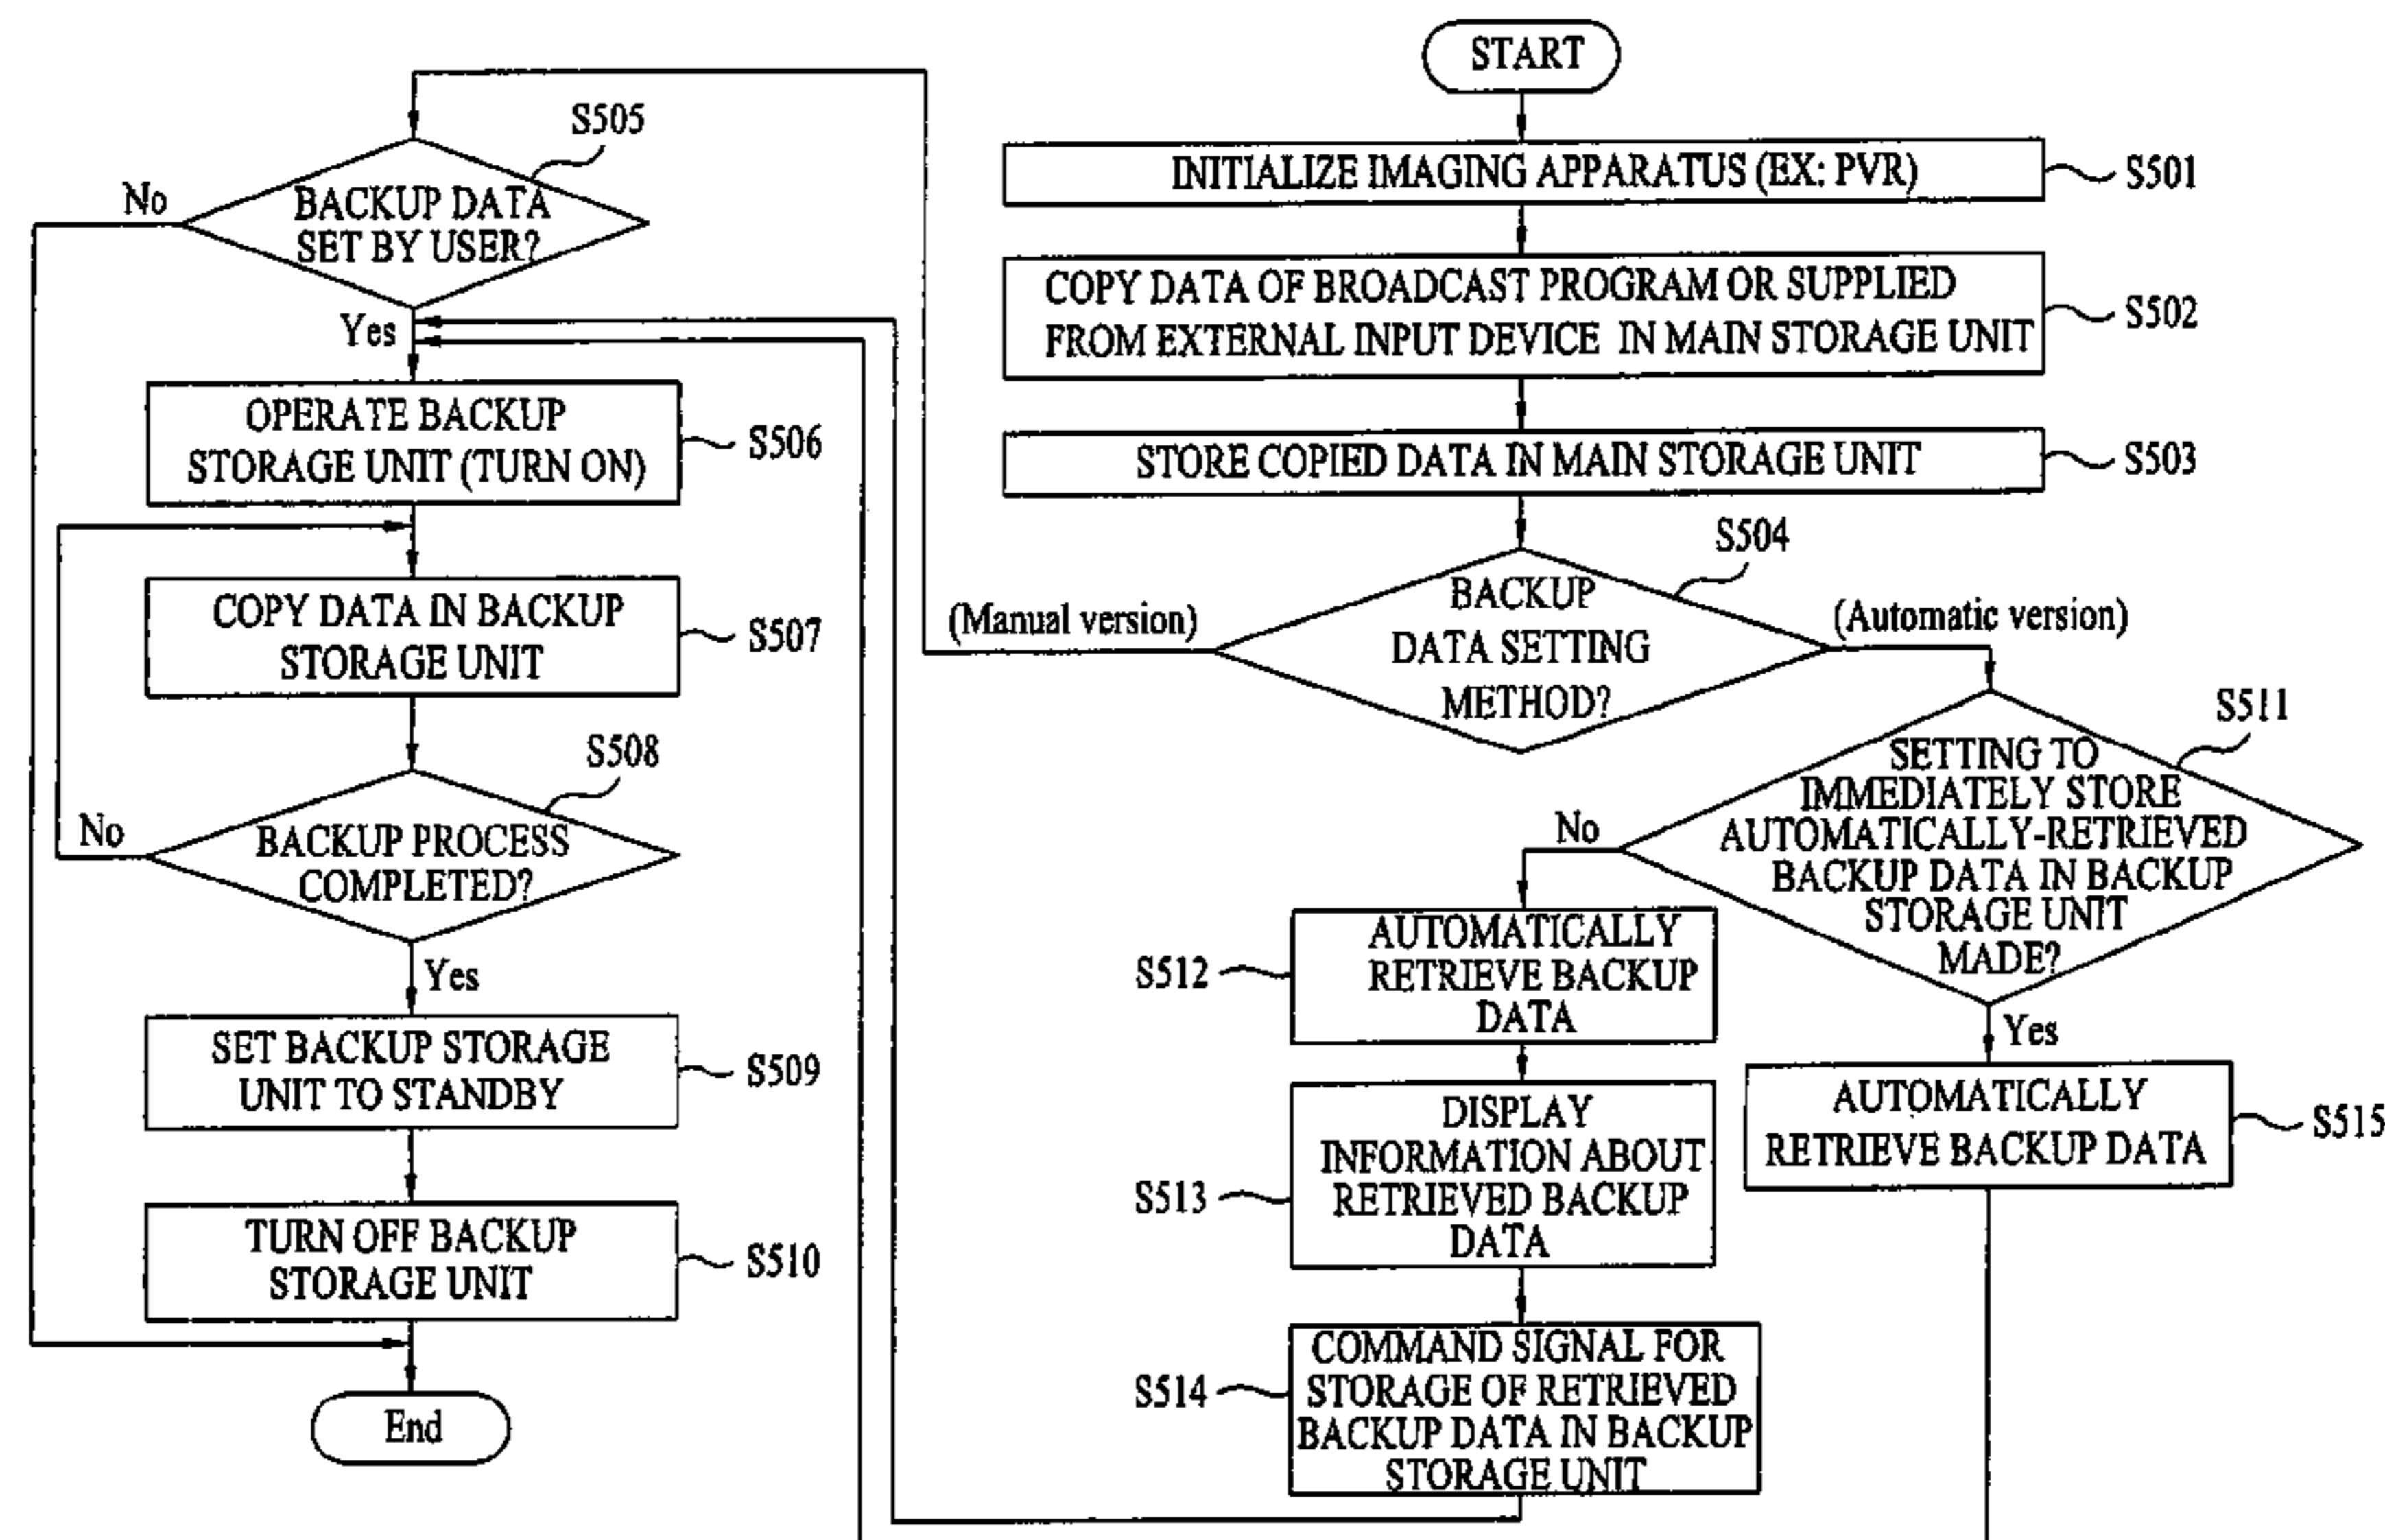 START
INITIALIZE IMAGING APPARATUS (EX: PVR)
S501
COPY DATA OF BROADCAST PROGRAM OR SUPPLIED
FROM EXTERNAL INPUT DEVICE IN MAIN STORAGE UNIT
S502
STORE COPIED DATA IN MAIN STORAGE UNIT
S503
S504
BACKUP
DATA SETTING
METHOD?
(Manual version)
(Automatic version)
S505
BACKUP DATA
SET BY USER?
No
Yes
OPERATE BACKUP
STORAGE UNIT (TURN ON)
S506
COPY DATA IN BACKUP
STORAGE UNIT
S507
S508
BACKUP PROCESS
COMPLETED?
No
Yes
SET BACKUP STORAGE
UNIT TO STANDBY
S509
TURN OFF BACKUP
STORAGE UNIT
S510
End
S511
SETTING TO
IMMEDIATELY STORE
AUTOMATICALLY-RETRIEVED
BACKUP DATA IN BACKUP
STORAGE UNIT
MADE?
No
Yes
S512
AUTOMATICALLY
RETRIEVE BACKUP
DATA
S513
DISPLAY
INFORMATION ABOUT
RETRIEVED BACKUP
DATA
S514
COMMAND SIGNAL FOR
STORAGE OF RETRIEVED
BACKUP DATA IN BACKUP
STORAGE UNIT
AUTOMATICALLY
RETRIEVE BACKUP DATA
S515